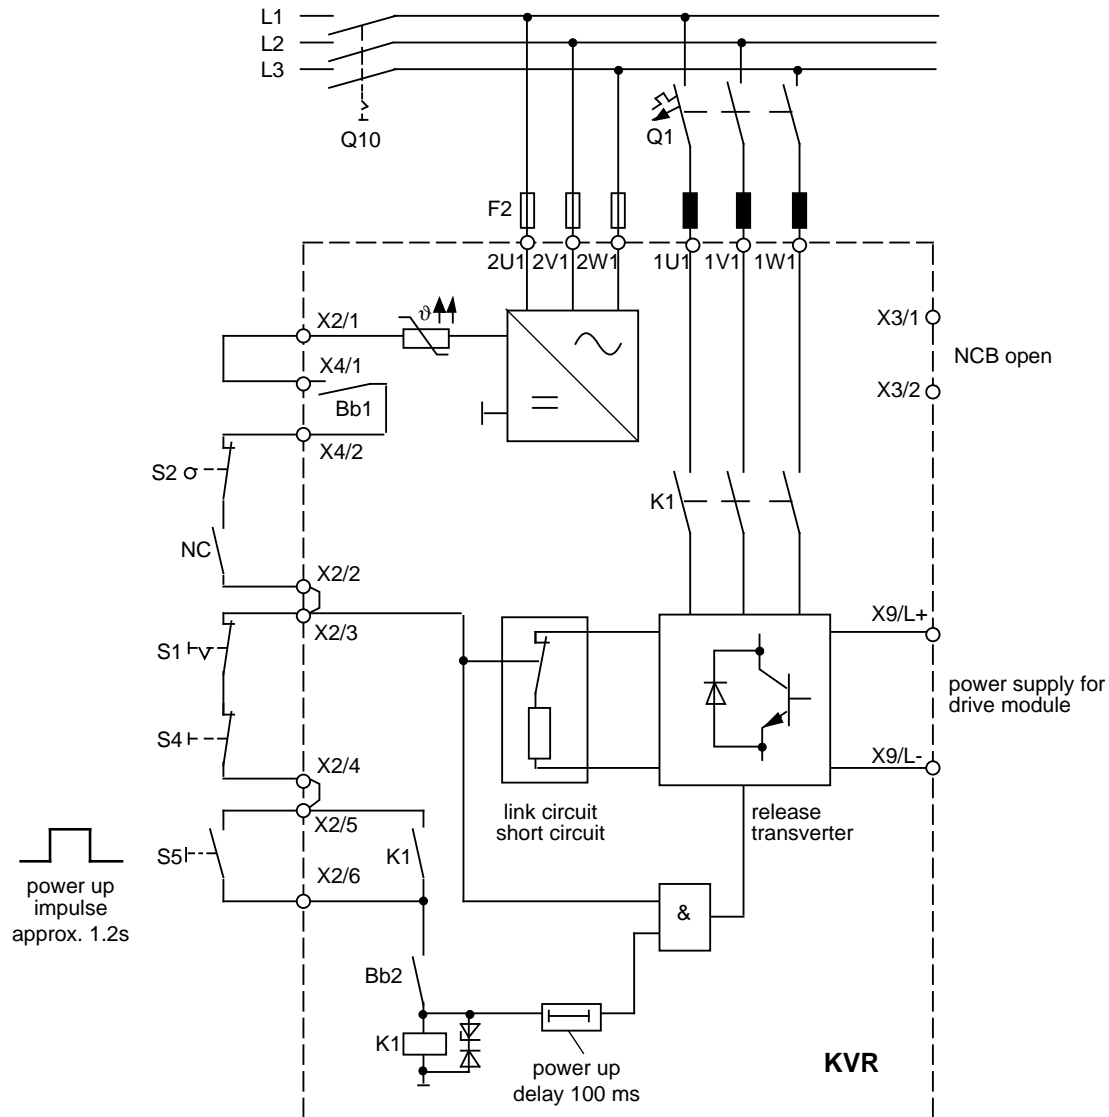 L1
L2
L3
Q10
Q1
F2
2U1 2V1 2W1 1U1 1V1 1W1
X2/1
ϑ
X3/1
X4/1
NCB open
Bb1
X3/2
X4/2
S2
K1
NC
X2/2
X9/L+
X2/3
S1
power supply for
drive module
S4
X2/4
X9/L-
link circuit
short circuit
release
transverter
X2/5
S5
K1
X2/6
power up
impulse
approx. 1.2s
&
Bb2
K1
power up
delay 100 ms
KVR